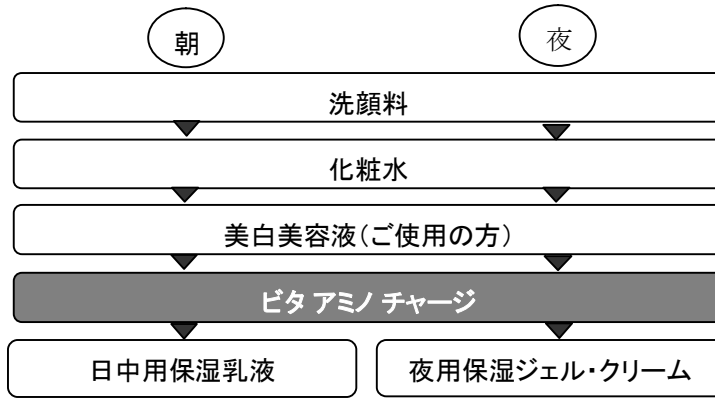 朝
夜
洗顔料
化粧水
美白美容液(ご使用の方)
ビタ アミノ チャージ
日中用保湿乳液
夜用保湿ジェル・クリーム